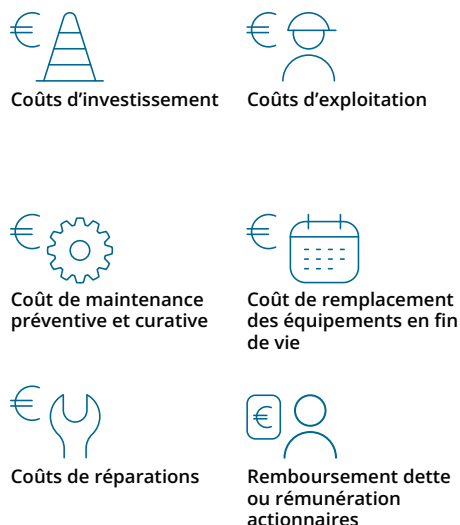 Coûts d’investissement
Coûts d’exploitation
Coût de maintenance
préventive et curative
Coût de remplacement
des équipements en fin
de vie
Coûts de réparations
Remboursement dette
ou rémunération
actionnaires